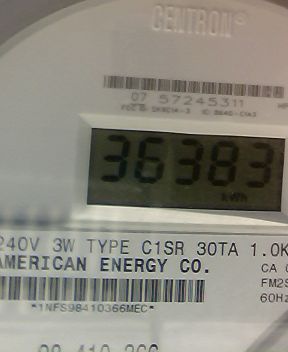 CENTRON®
07 57245311
36383
kWh
240V 3W TYPE C1SR 30TA 1.0K
AMERICAN ENERGY CO.
CA
FM2S
60Hz
*1NFS98410366MEC*